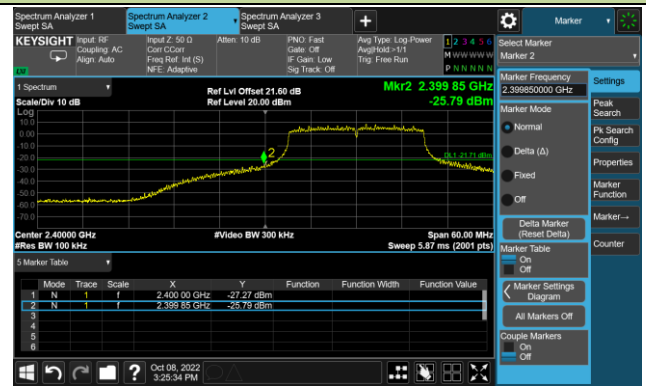 Spectrum Analyzer 1
Swept SA
Spectrum Analyzer 2
Swept SA
Spectrum Analyzer 3
Swept SA
Marker
KEYSIGHT
Input: RF
Coupling: AC
Align: Auto
Input Z: 50 Ω
Corr CCorr
Freq Ref: Int (S)
NFE: Adaptive
Atten: 10 dB
PNO: Fast
Gate: Off
IF Gain: Low
Sig Track: Off
Avg Type: Log-Power
Avg|Hold:>1/1
Trig: Free Run
1 2 3 4 5 6
M W W W W W
P N N N N N
LXI
Select Marker
Marker 2
1 Spectrum
Scale/Div 10 dB
Log
Ref Lvl Offset 21.60 dB
Ref Level 20.00 dBm
Mkr2 2.399 85 GHz
-25.79 dBm
10.0
0.00
-10.0
-20.0
-30.0
-40.0
-50.0
-60.0
-70.0
2
DL1 -21.71 dBm
Center 2.40000 GHz
#Res BW 100 kHz
#Video BW 300 kHz
Span 60.00 MHz
Sweep 5.87 ms (2001 pts)
5 Marker Table
Mode Trace Scale X Y Function Function Width Function Value
1 N 1 f 2.400 00 GHz -27.27 dBm
2 N 1 f 2.399 85 GHz -25.79 dBm
3
4
5
6
Marker Frequency
2.399850000 GHz
Marker Mode
Normal
Delta (Δ)
Fixed
Off
Delta Marker
(Reset Delta)
Marker Table
On
Off
Marker Settings
Diagram
All Markers Off
Couple Markers
On
Off
Settings
Peak
Search
Pk Search
Config
Properties
Marker
Function
Marker→
Counter
?
Oct 08, 2022
3:25:34 PM